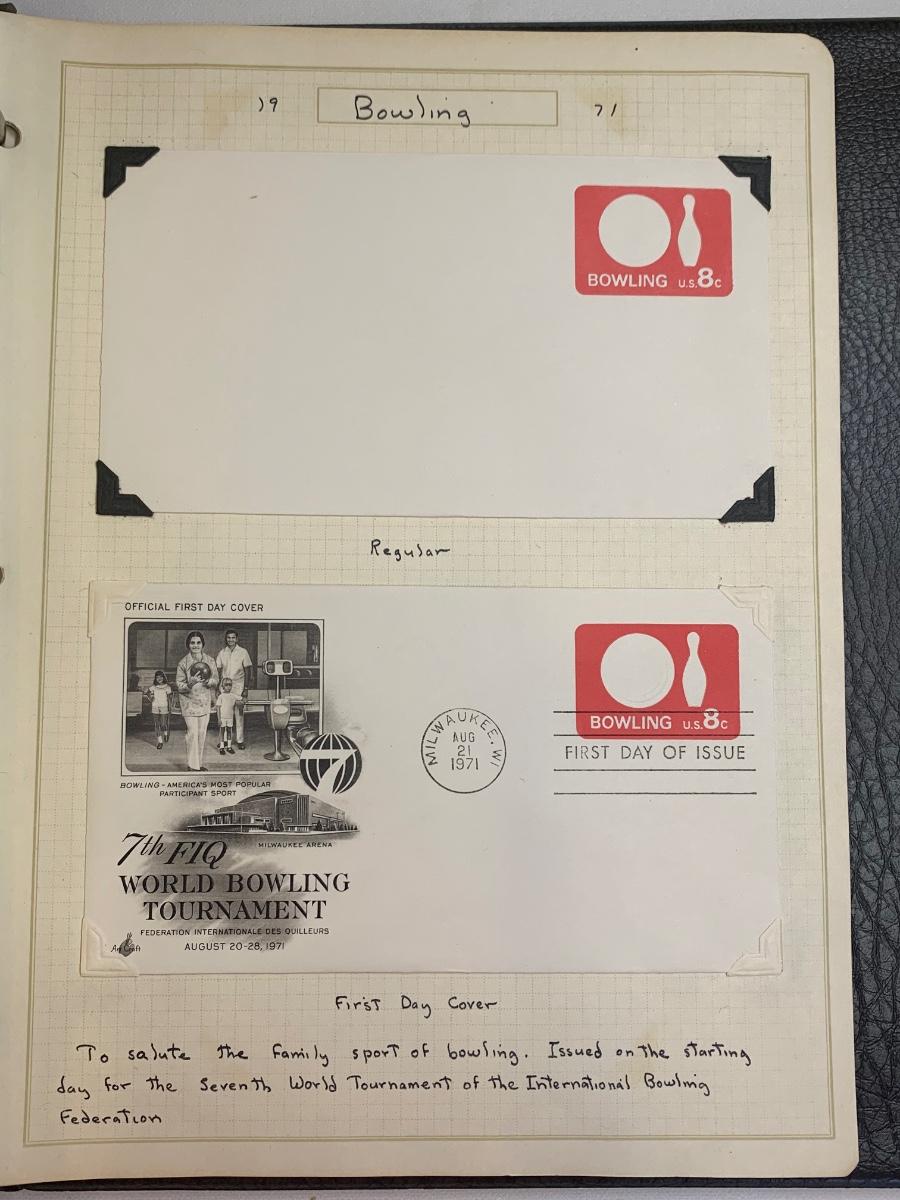 19 Bowling 71
BOWLING U.S. 8c
Regular
OFFICIAL FIRST DAY COVER
BOWLING – AMERICA'S MOST POPULAR
PARTICIPANT SPORT
7
MILWAUKEE ARENA
7th FIQ
WORLD BOWLING
TOURNAMENT
FEDERATION INTERNATIONALE DES QUILLEURS
AUGUST 20-28, 1971
Art Craft
MILWAUKEE, WI
AUG
21
1971
BOWLING U.S. 8c
FIRST DAY OF ISSUE
First Day Cover
To salute the family sport of bowling. Issued on the starting
day for the Seventh World Tournament of the International Bowling
Federation